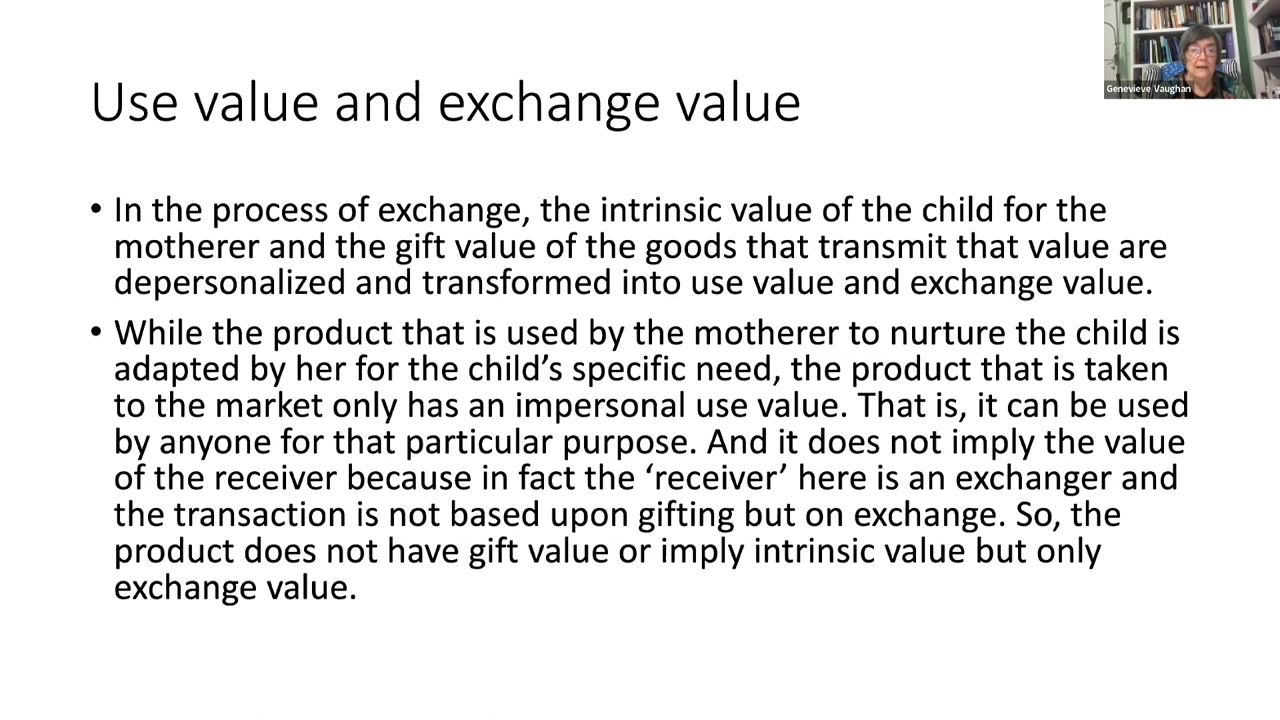 Use value and exchange value
Genevieve Vaughan
• In the process of exchange, the intrinsic value of the child for the
motherer and the gift value of the goods that transmit that value are
depersonalized and transformed into use value and exchange value.
• While the product that is used by the motherer to nurture the child is
adapted by her for the child’s specific need, the product that is taken
to the market only has an impersonal use value. That is, it can be used
by anyone for that particular purpose. And it does not imply the value
of the receiver because in fact the ‘receiver’ here is an exchanger and
the transaction is not based upon gifting but on exchange. So, the
product does not have gift value or imply intrinsic value but only
exchange value.